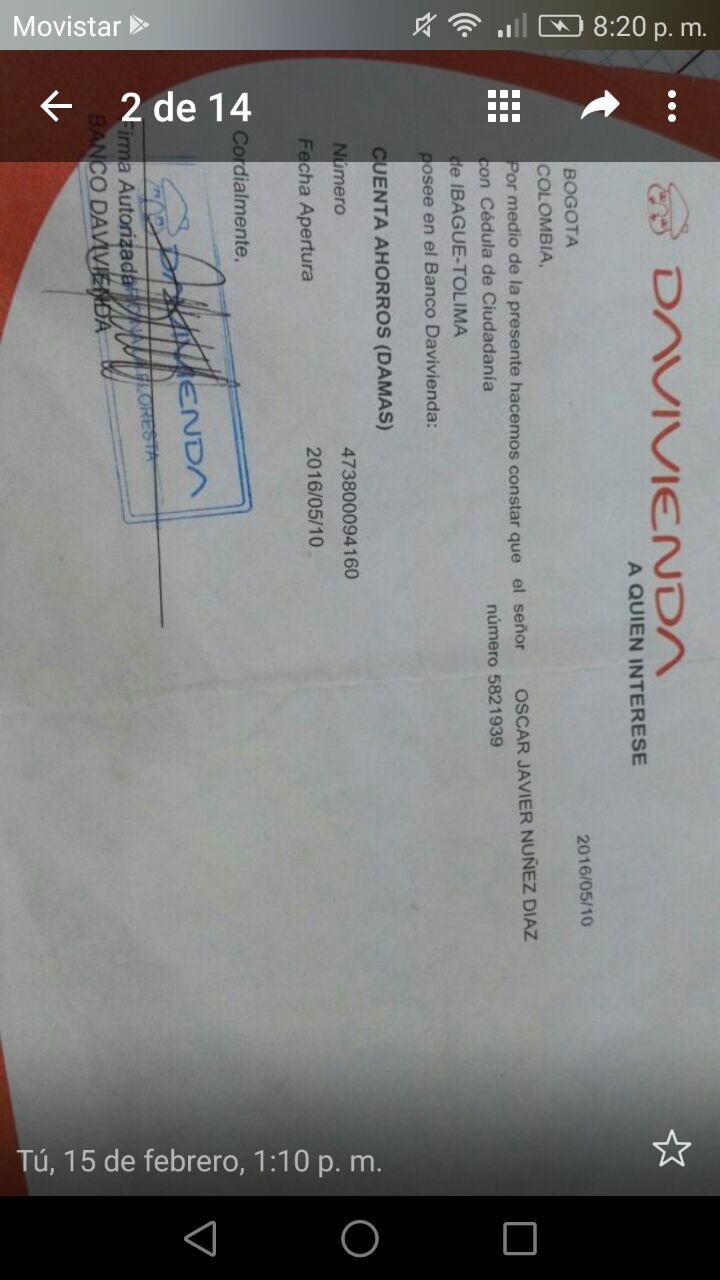 Movistar
8:20 p. m.
2 de 14
DAVIVIENDA
A QUIEN INTERESE
2016/05/10
BOGOTA
COLOMBIA,
Por medio de la presente hacemos constar que el señor OSCAR JAVIER NUÑEZ DIAZ
con Cédula de Ciudadanía número 5821939
de IBAGUE-TOLIMA
posee en el Banco Davivienda:
CUENTA AHORROS (DAMAS)
Número 473800094160
Fecha Apertura 2016/05/10
Cordialmente,
DAVIVIENDA
FLORESTA
Firma Autorizada
BANCO DAVIVIENDA
Tú, 15 de febrero, 1:10 p. m.